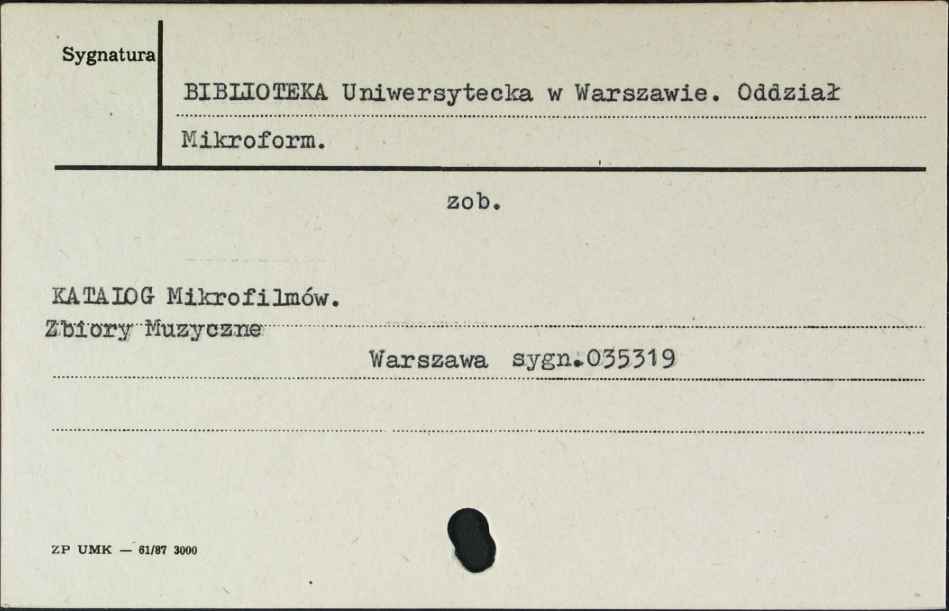 Sygnatura
BIBLIOTEKA Uniwersytecka w Warszawie. Oddział
Mikroform.
zob.
KATALOG Mikrofilmów.
Zbiory Muzyczne
Warszawa sygn.035319
ZP UMK — 61/87 3000